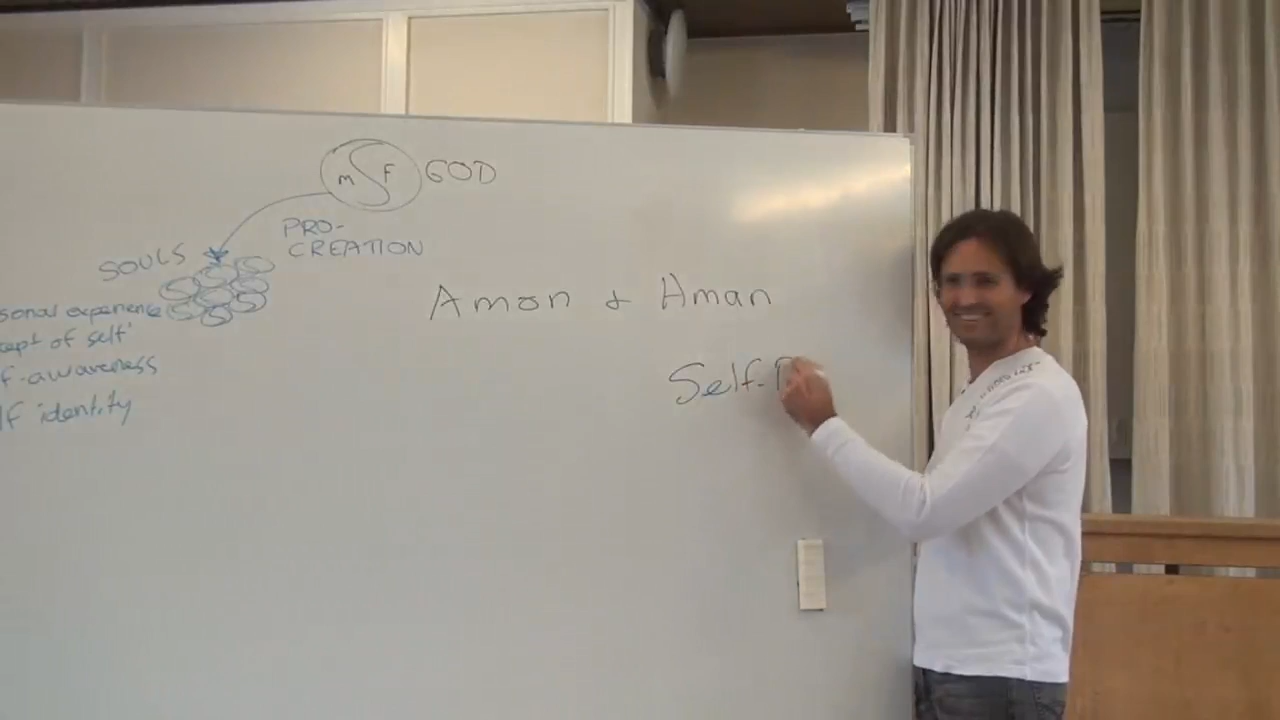 m F GOD
PRO-
CREATION
SOULS
sonal experience
cept of self'
f-awareness
lf identity
Amon & Aman
Self-